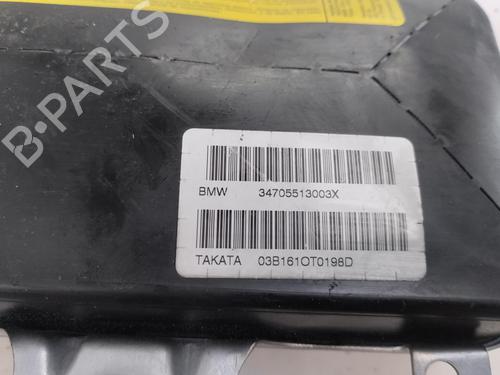 B-PARTS
BMW 34705513003X
TAKATA 03B161OT0198D